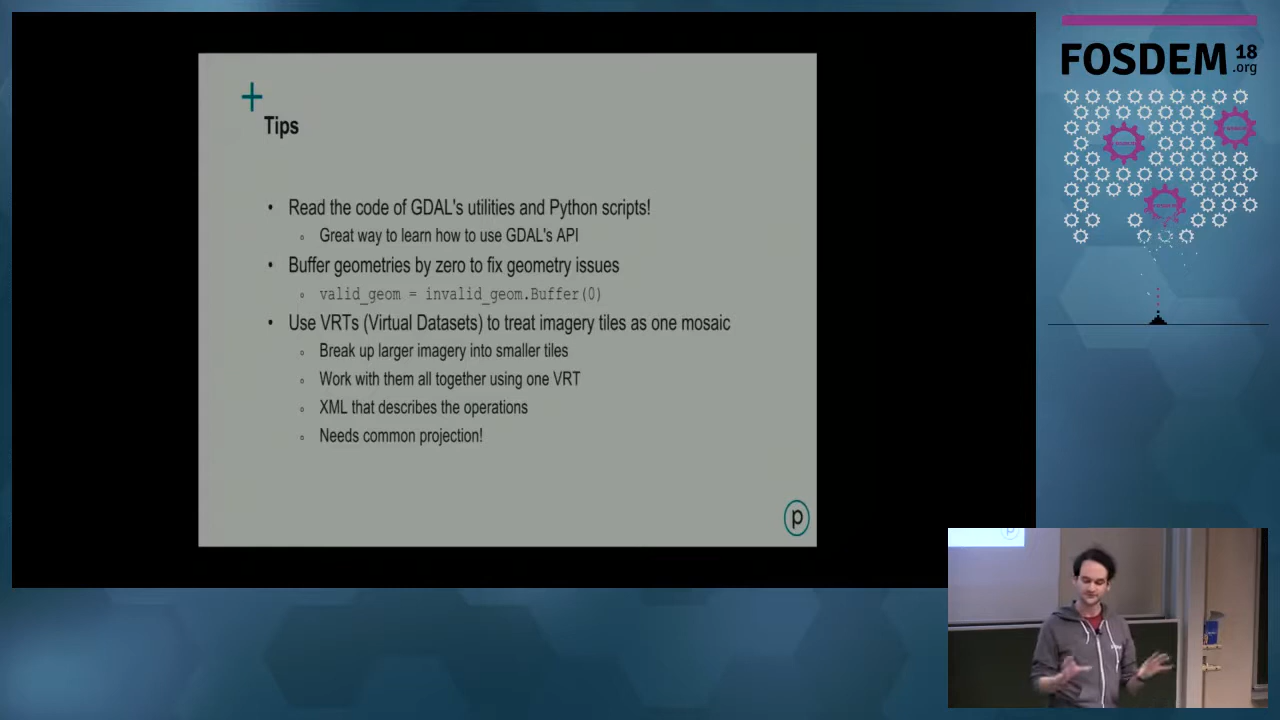 Tips
• Read the code of GDAL's utilities and Python scripts!
◦ Great way to learn how to use GDAL's API
• Buffer geometries by zero to fix geometry issues
◦ valid_geom = invalid_geom.Buffer(0)
• Use VRTs (Virtual Datasets) to treat imagery tiles as one mosaic
◦ Break up larger imagery into smaller tiles
◦ Work with them all together using one VRT
◦ XML that describes the operations
◦ Needs common projection!
p
FOSDEM 18
.org